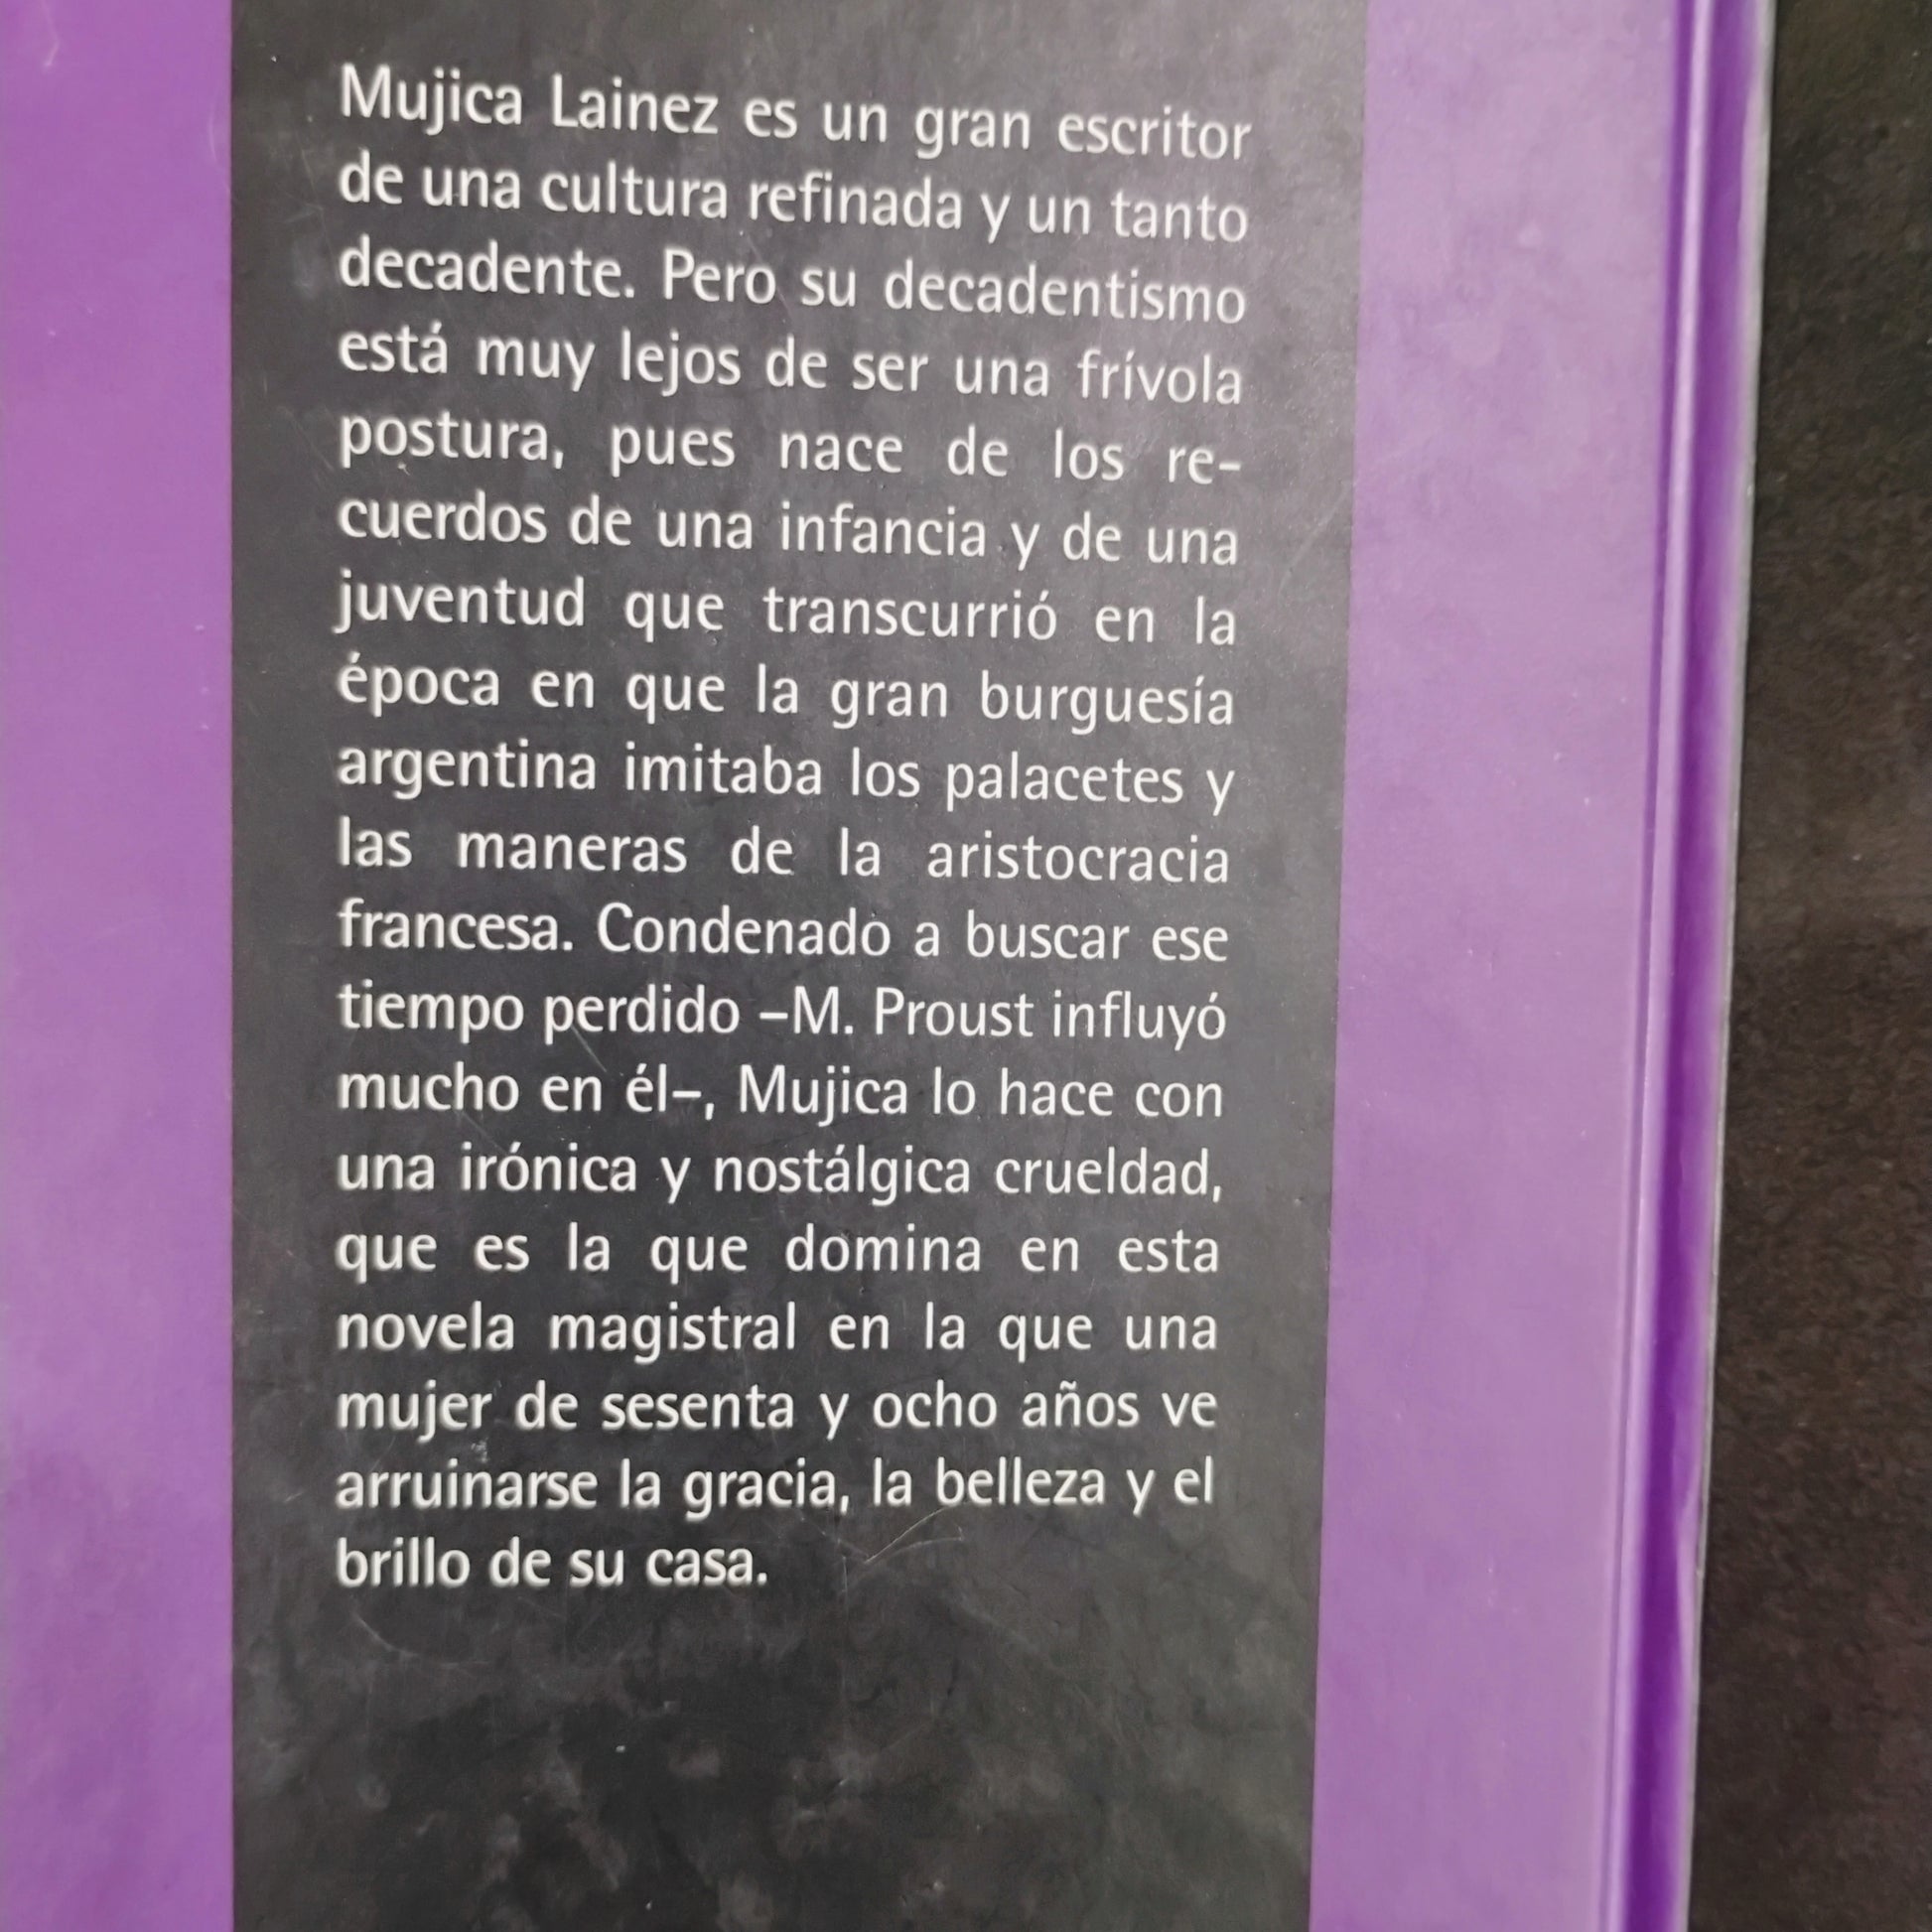 Mujica Lainez es un gran escritor
de una cultura refinada y un tanto
decadente. Pero su decadentismo
está muy lejos de ser una frívola
postura, pues nace de los re-
cuerdos de una infancia y de una
juventud que transcurrió en la
época en que la gran burguesía
argentina imitaba los palacetes y
las maneras de la aristocracia
francesa. Condenado a buscar ese
tiempo perdido –M. Proust influyó
mucho en él–, Mujica lo hace con
una irónica y nostálgica crueldad,
que es la que domina en esta
novela magistral en la que una
mujer de sesenta y ocho años ve
arruinarse la gracia, la belleza y el
brillo de su casa.